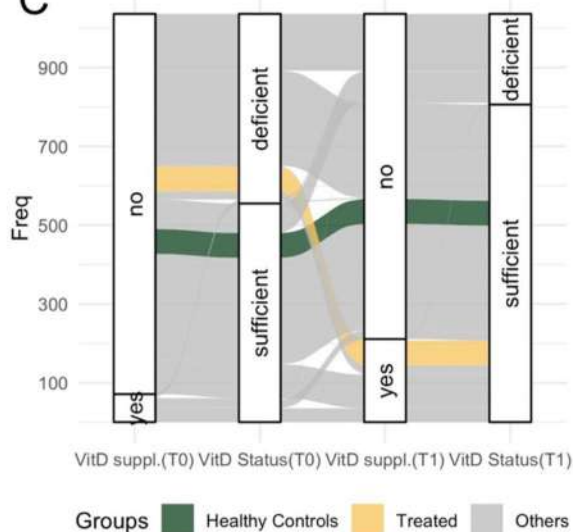 C
Freq
900
700
500
300
100
no
yes
deficient
sufficient
no
yes
deficient
sufficient
VitD suppl.(T0) VitD Status(T0) VitD suppl.(T1) VitD Status(T1)
Groups Healthy Controls Treated Others